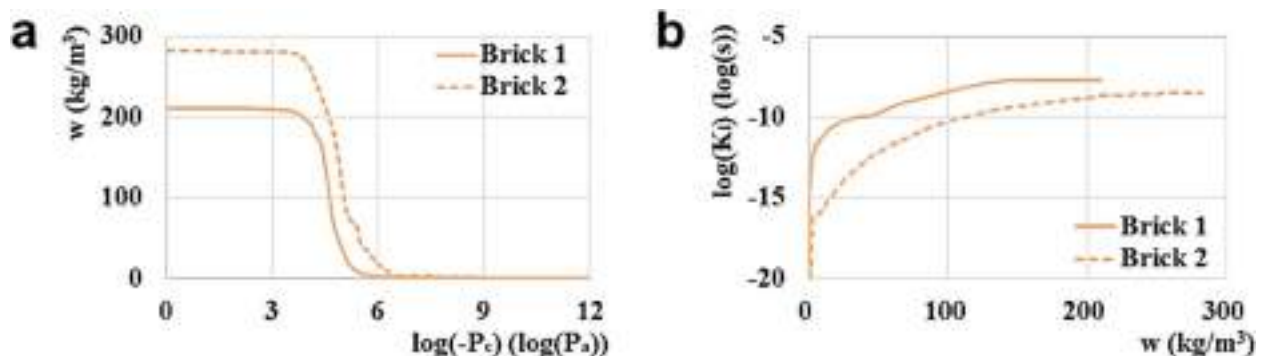 a
w (kg/m³)
300
200
100
0
0 3 6 9 12
log(-Pc) (log(Pa))
Brick 1
Brick 2
b
log(Kl) (log(s))
-5
-10
-15
-20
0 100 200 300
w (kg/m³)
Brick 1
Brick 2